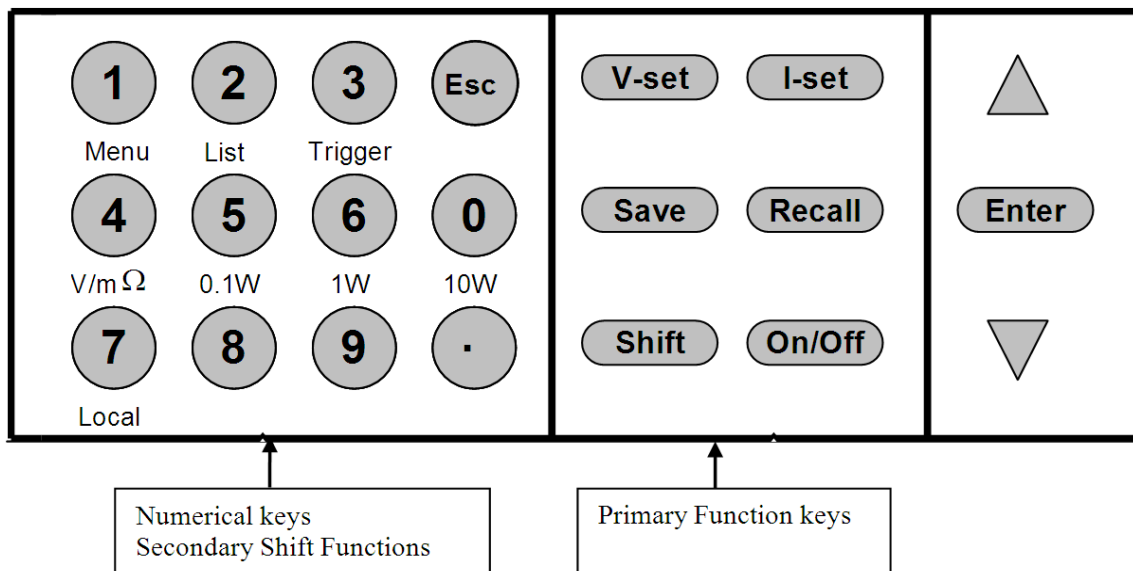 1 2 3 Esc V-set I-set
Menu List Trigger
4 5 6 0 Save Recall Enter
V/mΩ 0.1W 1W 10W
7 8 9 . Shift On/Off
Local
Numerical keys Primary Function keys
Secondary Shift Functions